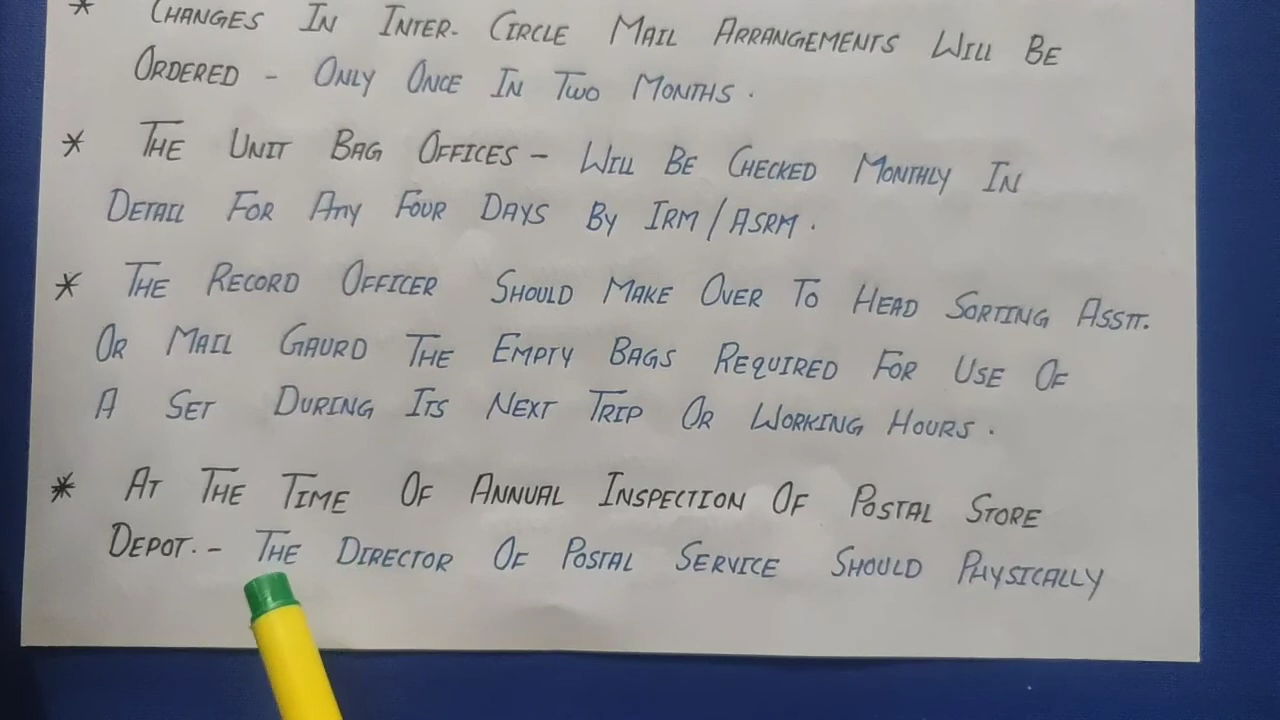 * CHANGES IN INTER- CIRCLE MAIL ARRANGEMENTS WILL BE
ORDERED - ONLY ONCE IN TWO MONTHS.
* THE UNIT BAG OFFICES - WILL BE CHECKED MONTHLY IN
DETAIL FOR ANY FOUR DAYS BY IRM/ASRM.
* THE RECORD OFFICER SHOULD MAKE OVER TO HEAD SORTING ASSTT.
OR MAIL GAURD THE EMPTY BAGS REQUIRED FOR USE OF
A SET DURING ITS NEXT TRIP OR WORKING HOURS.
* AT THE TIME OF ANNUAL INSPECTION OF POSTAL STORE
DEPOT. - THE DIRECTOR OF POSTAL SERVICE SHOULD PHYSICALLY